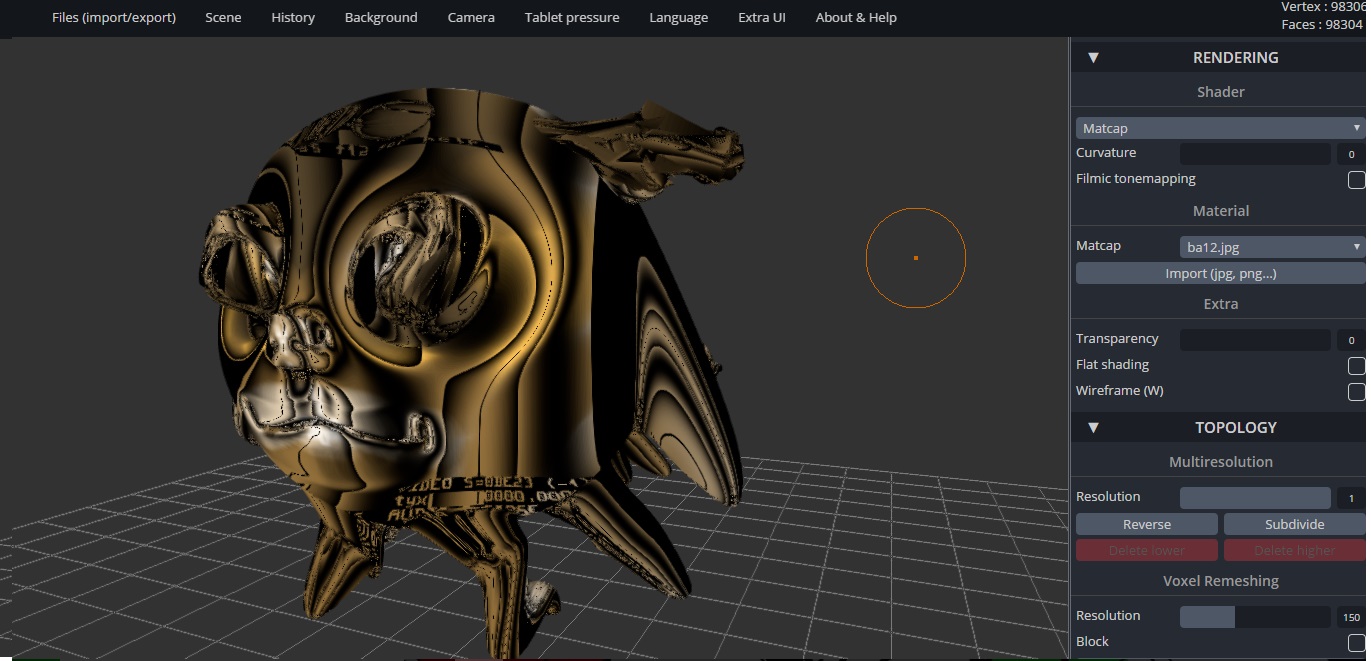 Files (import/export) Scene History Background Camera Tablet pressure Language Extra UI About & Help
Vertex : 98306
Faces : 98304
RENDERING
Shader
Matcap
Curvature 0
Filmic tonemapping
Material
Matcap ba12.jpg
Import (jpg, png...)
Extra
Transparency 0
Flat shading
Wireframe (W)
TOPOLOGY
Multiresolution
Resolution 1
Reverse Subdivide
Delete lower Delete higher
Voxel Remeshing
Resolution 150
Block